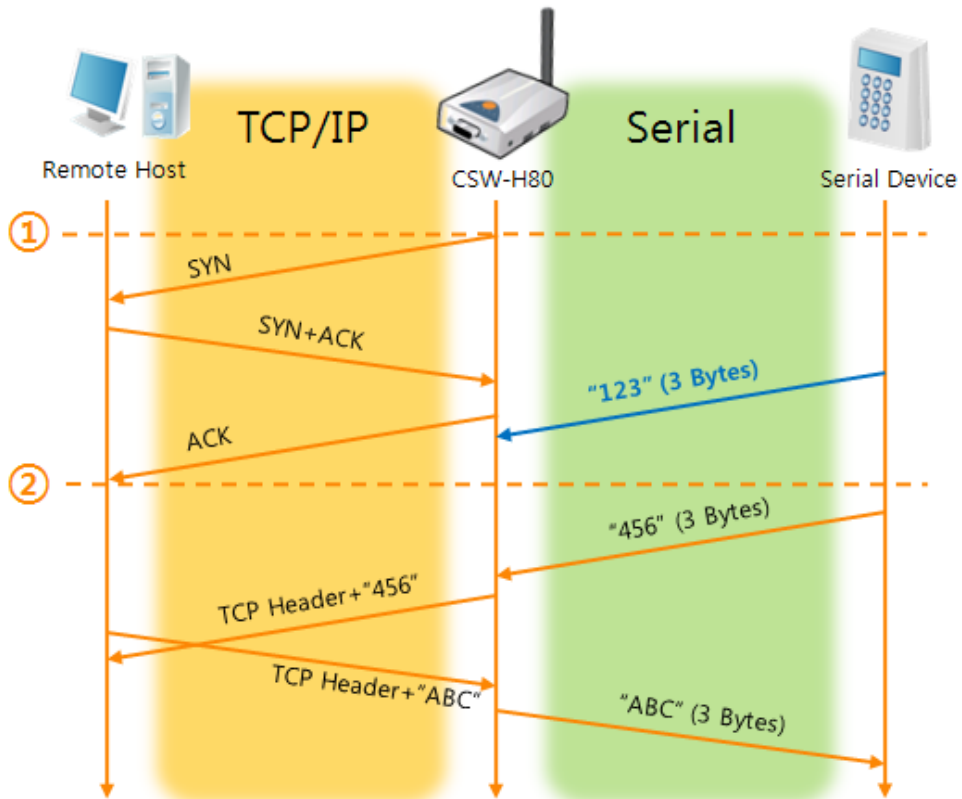 TCP/IP
Serial
Remote Host
CSW-H80
Serial Device
①
SYN
SYN+ACK
“123” (3 Bytes)
ACK
②
“456” (3 Bytes)
TCP Header+“456”
TCP Header+“ABC”
“ABC” (3 Bytes)